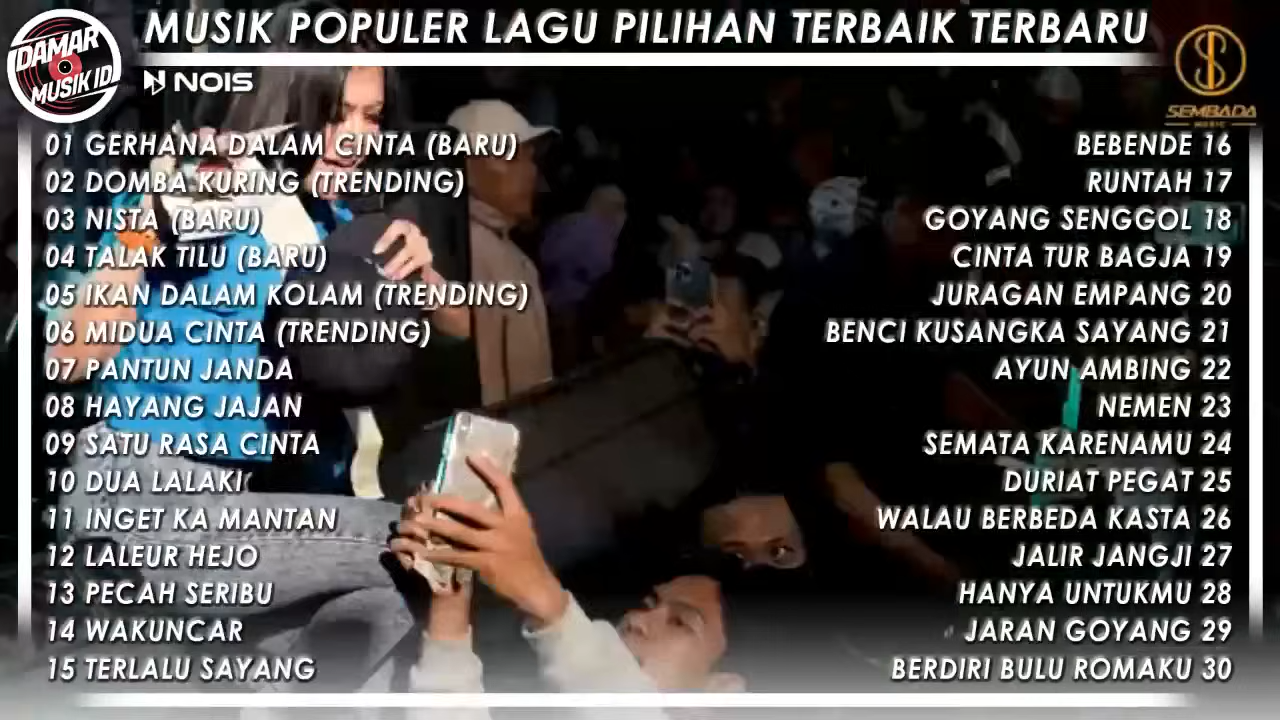 MUSIK POPULER LAGU PILIHAN TERBAIK TERBARU
DAMAR
MUSIK ID
NOIS
SEMBADA
MUSIC
01 GERHANA DALAM CINTA (BARU)
02 DOMBA KURING (TRENDING)
03 NISTA (BARU)
04 TALAK TILU (BARU)
05 IKAN DALAM KOLAM (TRENDING)
06 MIDUA CINTA (TRENDING)
07 PANTUN JANDA
08 HAYANG JAJAN
09 SATU RASA CINTA
10 DUA LALAKI
11 INGET KA MANTAN
12 LALEUR HEJO
13 PECAH SERIBU
14 WAKUNCAR
15 TERLALU SAYANG
BEBENDE 16
RUNTAH 17
GOYANG SENGGOL 18
CINTA TUR BAGJA 19
JURAGAN EMPANG 20
BENCI KUSANGKA SAYANG 21
AYUN AMBING 22
NEMEN 23
SEMATA KARENAMU 24
DURIAT PEGAT 25
WALAU BERBEDA KASTA 26
JALIR JANGJI 27
HANYA UNTUKMU 28
JARAN GOYANG 29
BERDIRI BULU ROMAKU 30